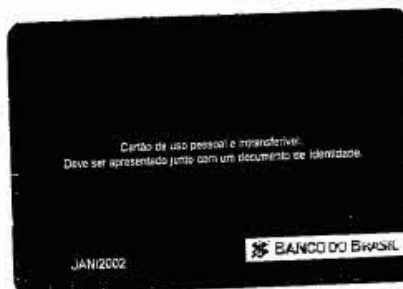 Cartão de uso pessoal e intransferível.
Deve ser apresentado junto com um documento de identidade.
BANCO DO BRASIL
JAN/2002